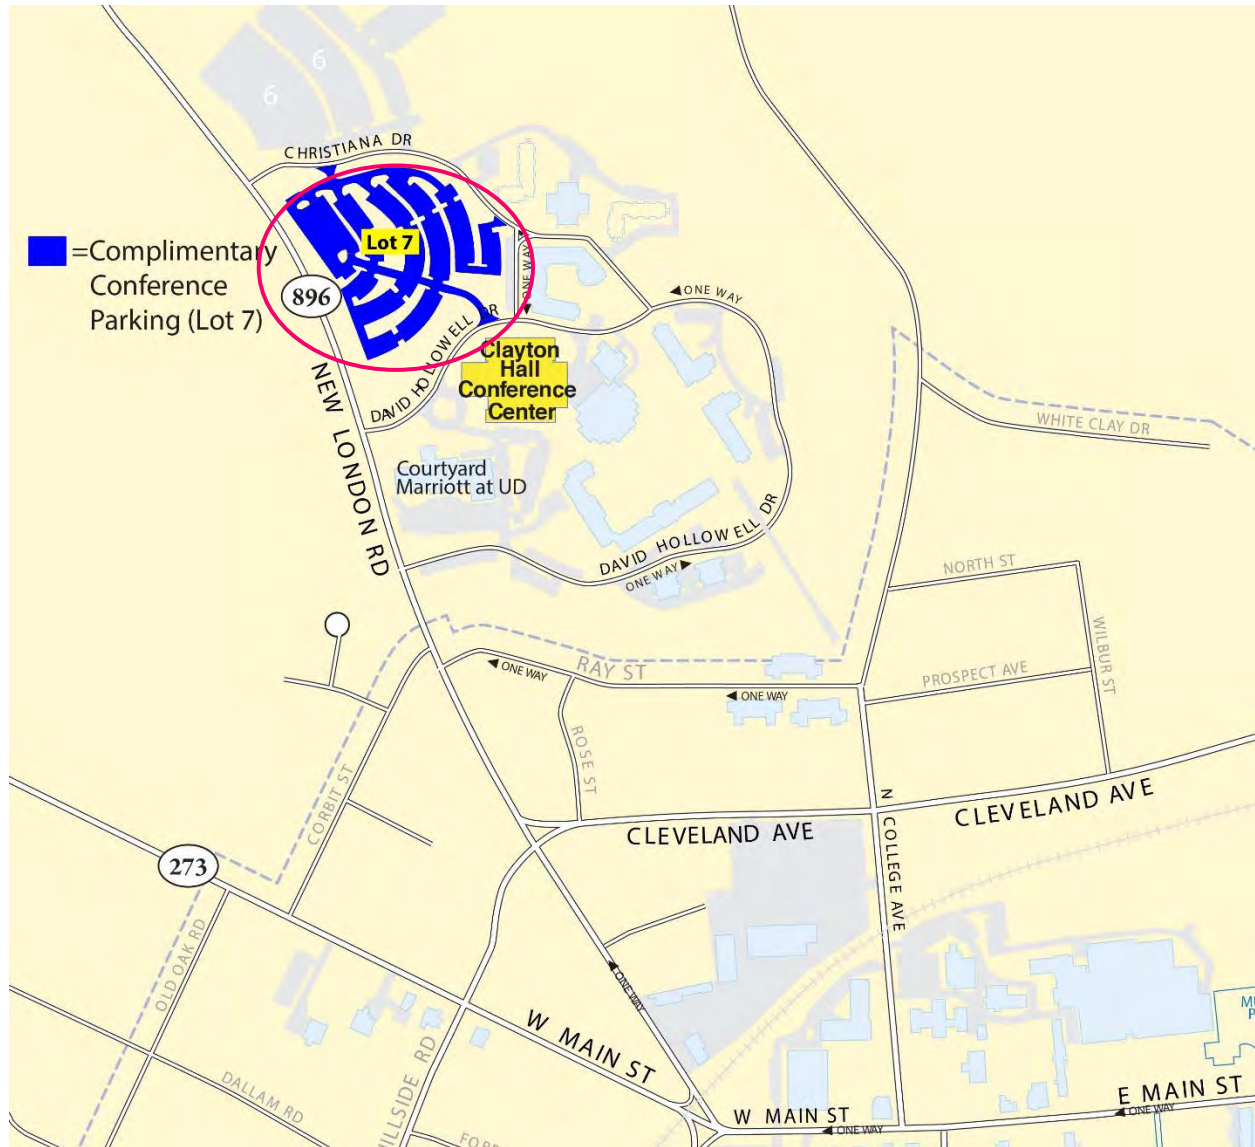 6
6
CHRISTIANA DR
Lot 7
=Complimentary
Conference
Parking (Lot 7)
896
ONE WAY
ONE WAY
DAVID HOLLOWELL DR
Clayton
Hall
Conference
Center
NEW LONDON RD
WHITE CLAY DR
Courtyard
Marriott at UD
DAVID HOLLOWELL DR
ONE WAY
NORTH ST
WILBUR ST
RAY ST
ONE WAY
ONE WAY
PROSPECT AVE
ROSE ST
CORBIT ST
N COLLEGE AVE
CLEVELAND AVE
CLEVELAND AVE
273
OLD OAK RD
ONE WAY
W MAIN ST
HILLSIDE RD
DALLAM RD
W MAIN ST
E MAIN ST
ONE WAY
ONE WAY